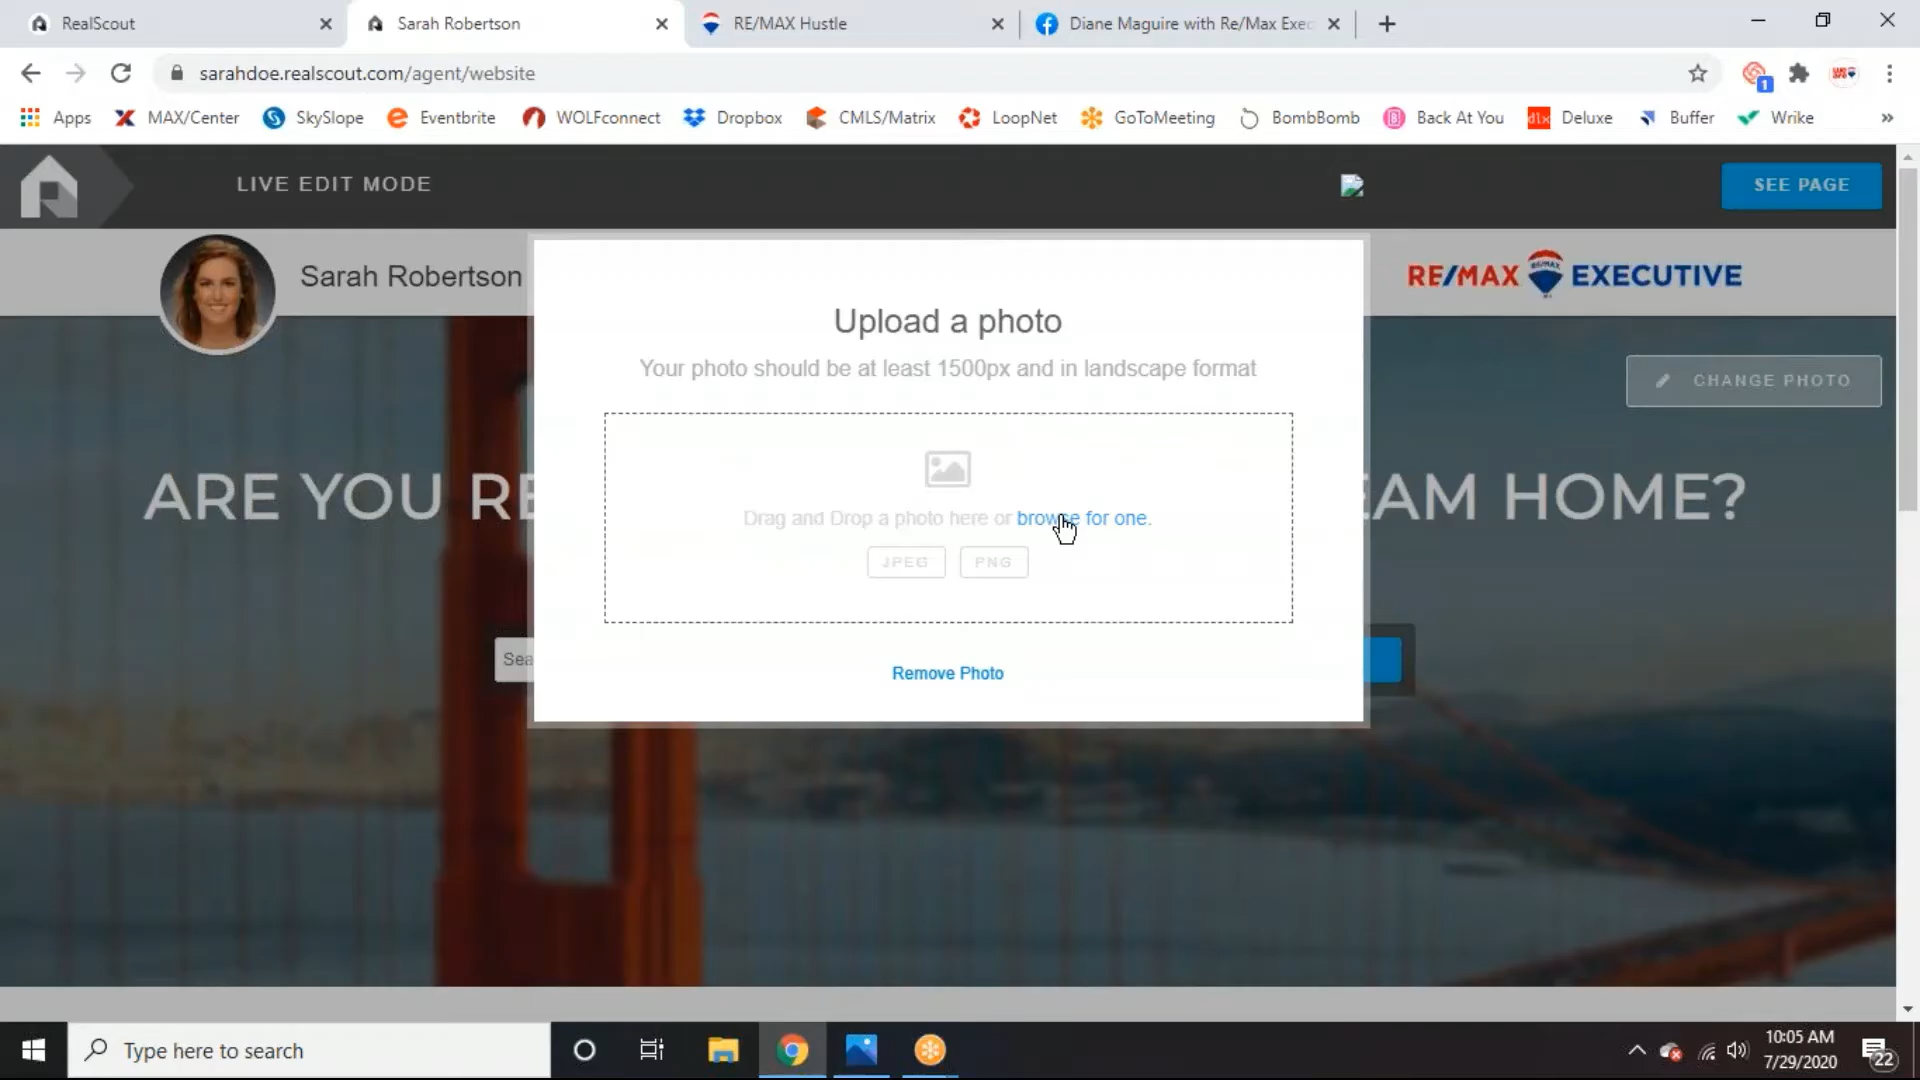 RealScout
Sarah Robertson
RE/MAX Hustle
Diane Maguire with Re/Max Exec
sarahdoe.realscout.com/agent/website
1
Apps
MAX/Center
SkySlope
Eventbrite
WOLFconnect
Dropbox
CMLS/Matrix
LoopNet
GoToMeeting
BombBomb
Back At You
dlx Deluxe
Buffer
Wrike
»
LIVE EDIT MODE
SEE PAGE
Sarah Robertson
RE/MAX EXECUTIVE
Upload a photo
Your photo should be at least 1500px and in landscape format
CHANGE PHOTO
ARE YOU RE
EAM HOME?
Drag and Drop a photo here or browse for one.
JPEG PNG
Sea
Remove Photo
Type here to search
10:05 AM
7/29/2020
22